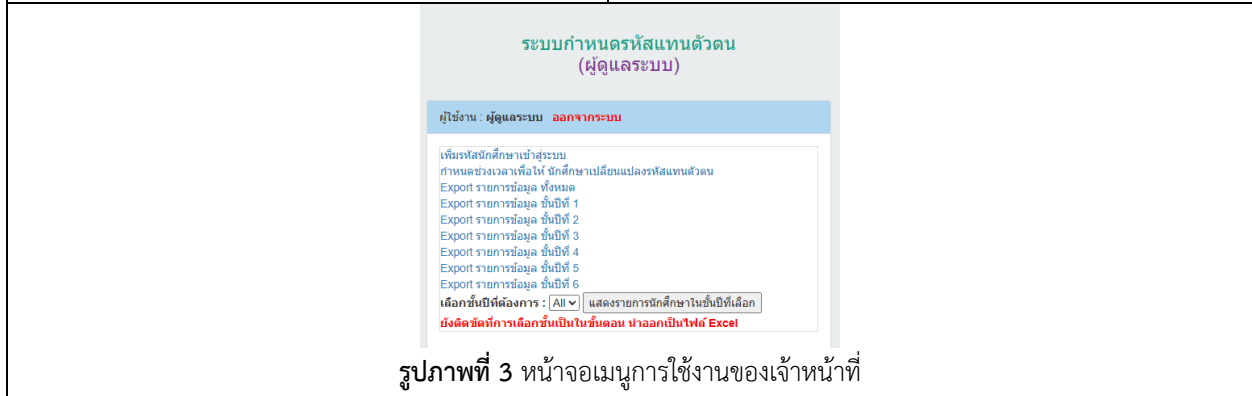 ระบบกำหนดรหัสแทนตัวตน
(ผู้ดูแลระบบ)
ผู้ใช้งาน : ผู้ดูแลระบบ ออกจากระบบ
เพิ่มรหัสนักศึกษาเข้าสู่ระบบ
กำหนดช่วงเวลาเพื่อให้ นักศึกษาเปลี่ยนแปลงรหัสแทนตัวตน
Export รายการข้อมูล ทั้งหมด
Export รายการข้อมูล ชั้นปีที่ 1
Export รายการข้อมูล ชั้นปีที่ 2
Export รายการข้อมูล ชั้นปีที่ 3
Export รายการข้อมูล ชั้นปีที่ 4
Export รายการข้อมูล ชั้นปีที่ 5
Export รายการข้อมูล ชั้นปีที่ 6
เลือกชั้นปีที่ต้องการ : All แสดงรายการนักศึกษาในชั้นปีที่เลือก
ยังติดขัดที่การเลือกชั้นเป็นในขั้นตอน นำออกเป็นไฟล์ Excel
รูปภาพที่ 3 หน้าจอเมนูการใช้งานของเจ้าหน้าที่